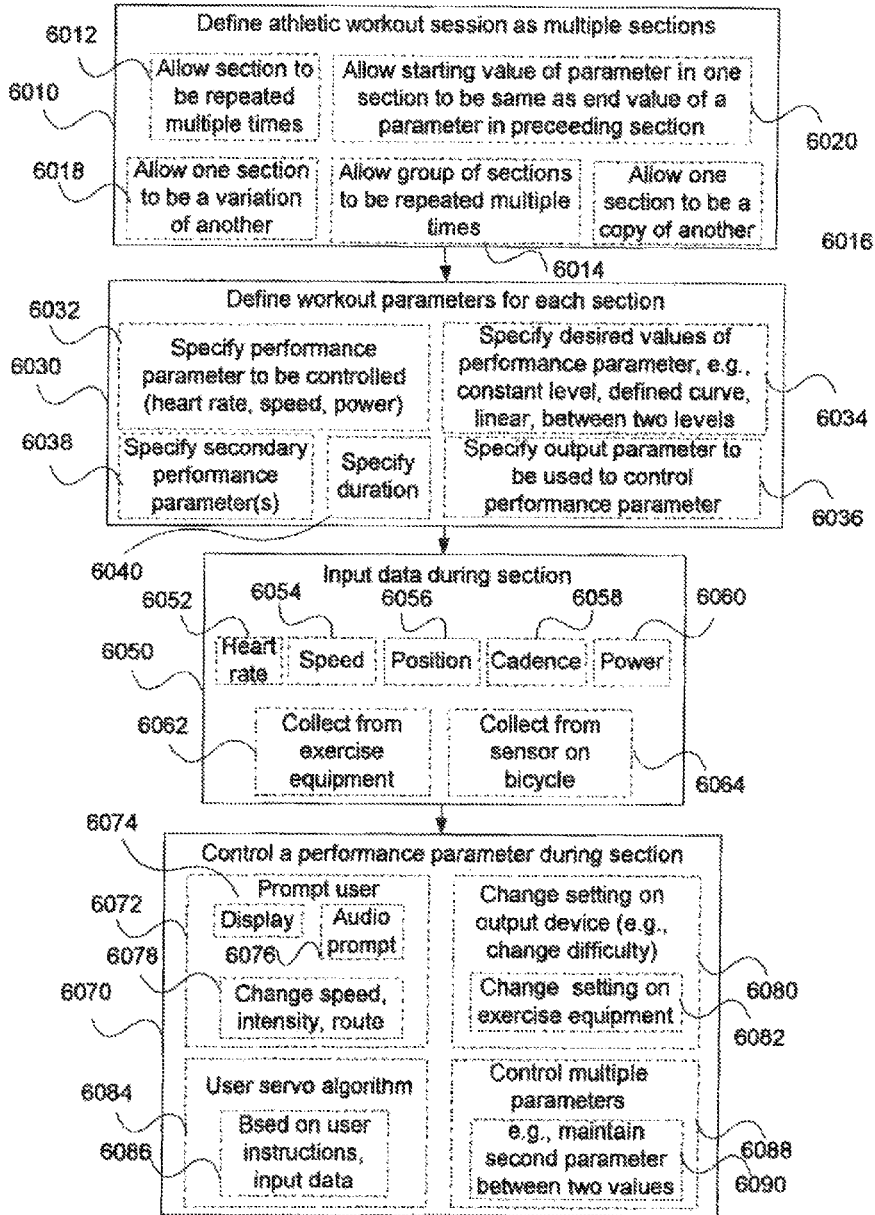 Define athletic workout session as multiple sections
6012
Allow section to
be repeated
multiple times
Allow starting value of parameter in one
section to be same as end value of a
parameter in preceeding section
6010
6020
6018
Allow one section
to be a variation
of another
Allow group of sections
to be repeated multiple
times
Allow one
section to be a
copy of another
6016
6014
Define workout parameters for each section
6032
Specify performance
parameter to be controlled
(heart rate, speed, power)
Specify desired values of
performance parameter, e.g.,
constant level, defined curve,
linear, between two levels
6030
6034
6038
Specify secondary
performance
parameter(s)
Specify
duration
Specify output parameter to
be used to control
performance parameter
6036
6040
Input data during section
6052
6054
6056
6058
6060
Heart
rate
Speed
Position
Cadence
Power
6050
6062
Collect from
exercise
equipment
Collect from
sensor on
bicycle
6064
6074
Control a performance parameter during section
6072
Prompt user
Display
Audio
prompt
6076
Change setting on
output device (e.g.,
change difficulty)
6078
6080
6070
Change speed,
intensity, route
Change setting on
exercise equipment
6082
6084
User servo algorithm
Control multiple
parameters
6086
Bsed on user
instructions,
input data
e.g., maintain
second parameter
between two values
6088
6090